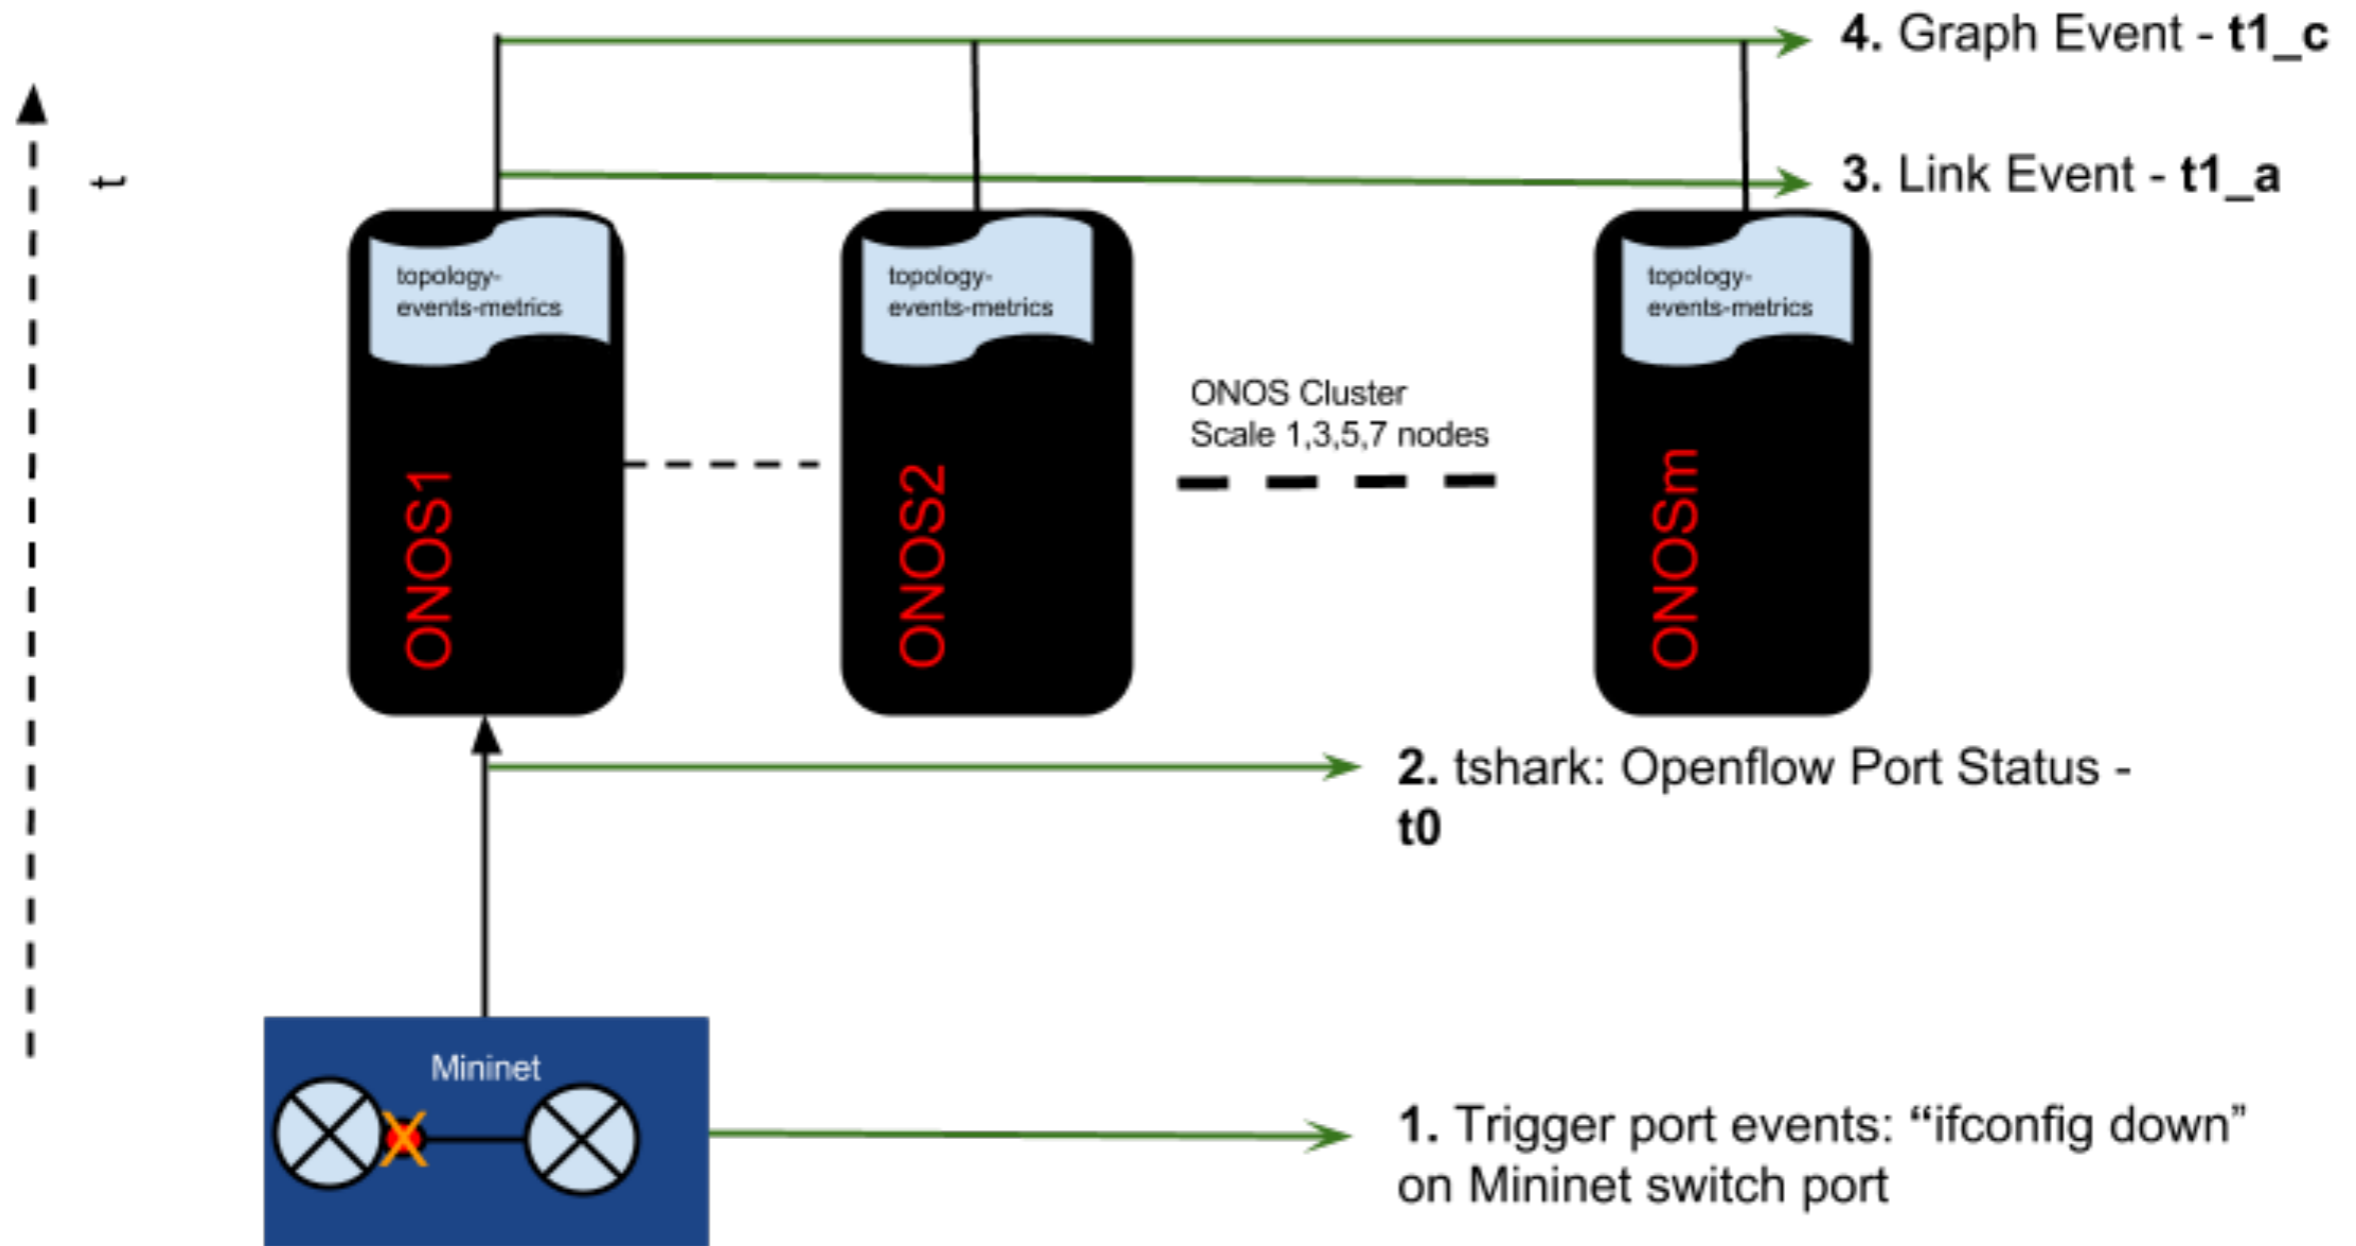 4. Graph Event - t1_c
t
3. Link Event - t1_a
topology-
events-metrics
topology-
events-metrics
topology-
events-metrics
ONOS Cluster
Scale 1,3,5,7 nodes
ONOS1
ONOS2
ONOSm
2. tshark: Openflow Port Status -
t0
Mininet
X
1. Trigger port events: “ifconfig down”
on Mininet switch port